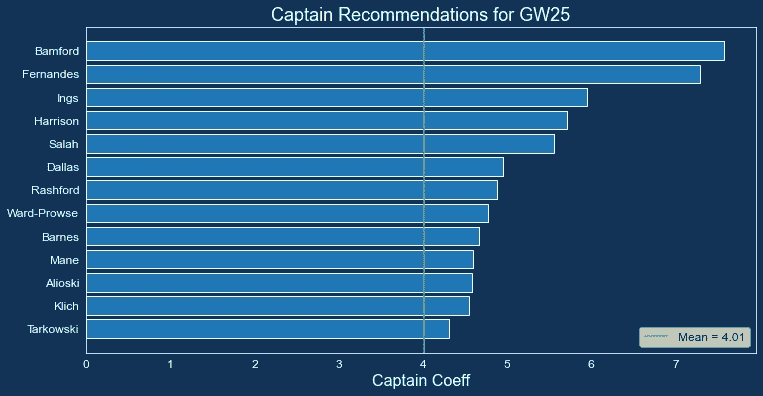 Captain Recommendations for GW25
Bamford
Fernandes
Ings
Harrison
Salah
Dallas
Rashford
Ward-Prowse
Barnes
Mane
Alioski
Klich
Tarkowski
Mean = 4.01
0 1 2 3 4 5 6 7
Captain Coeff